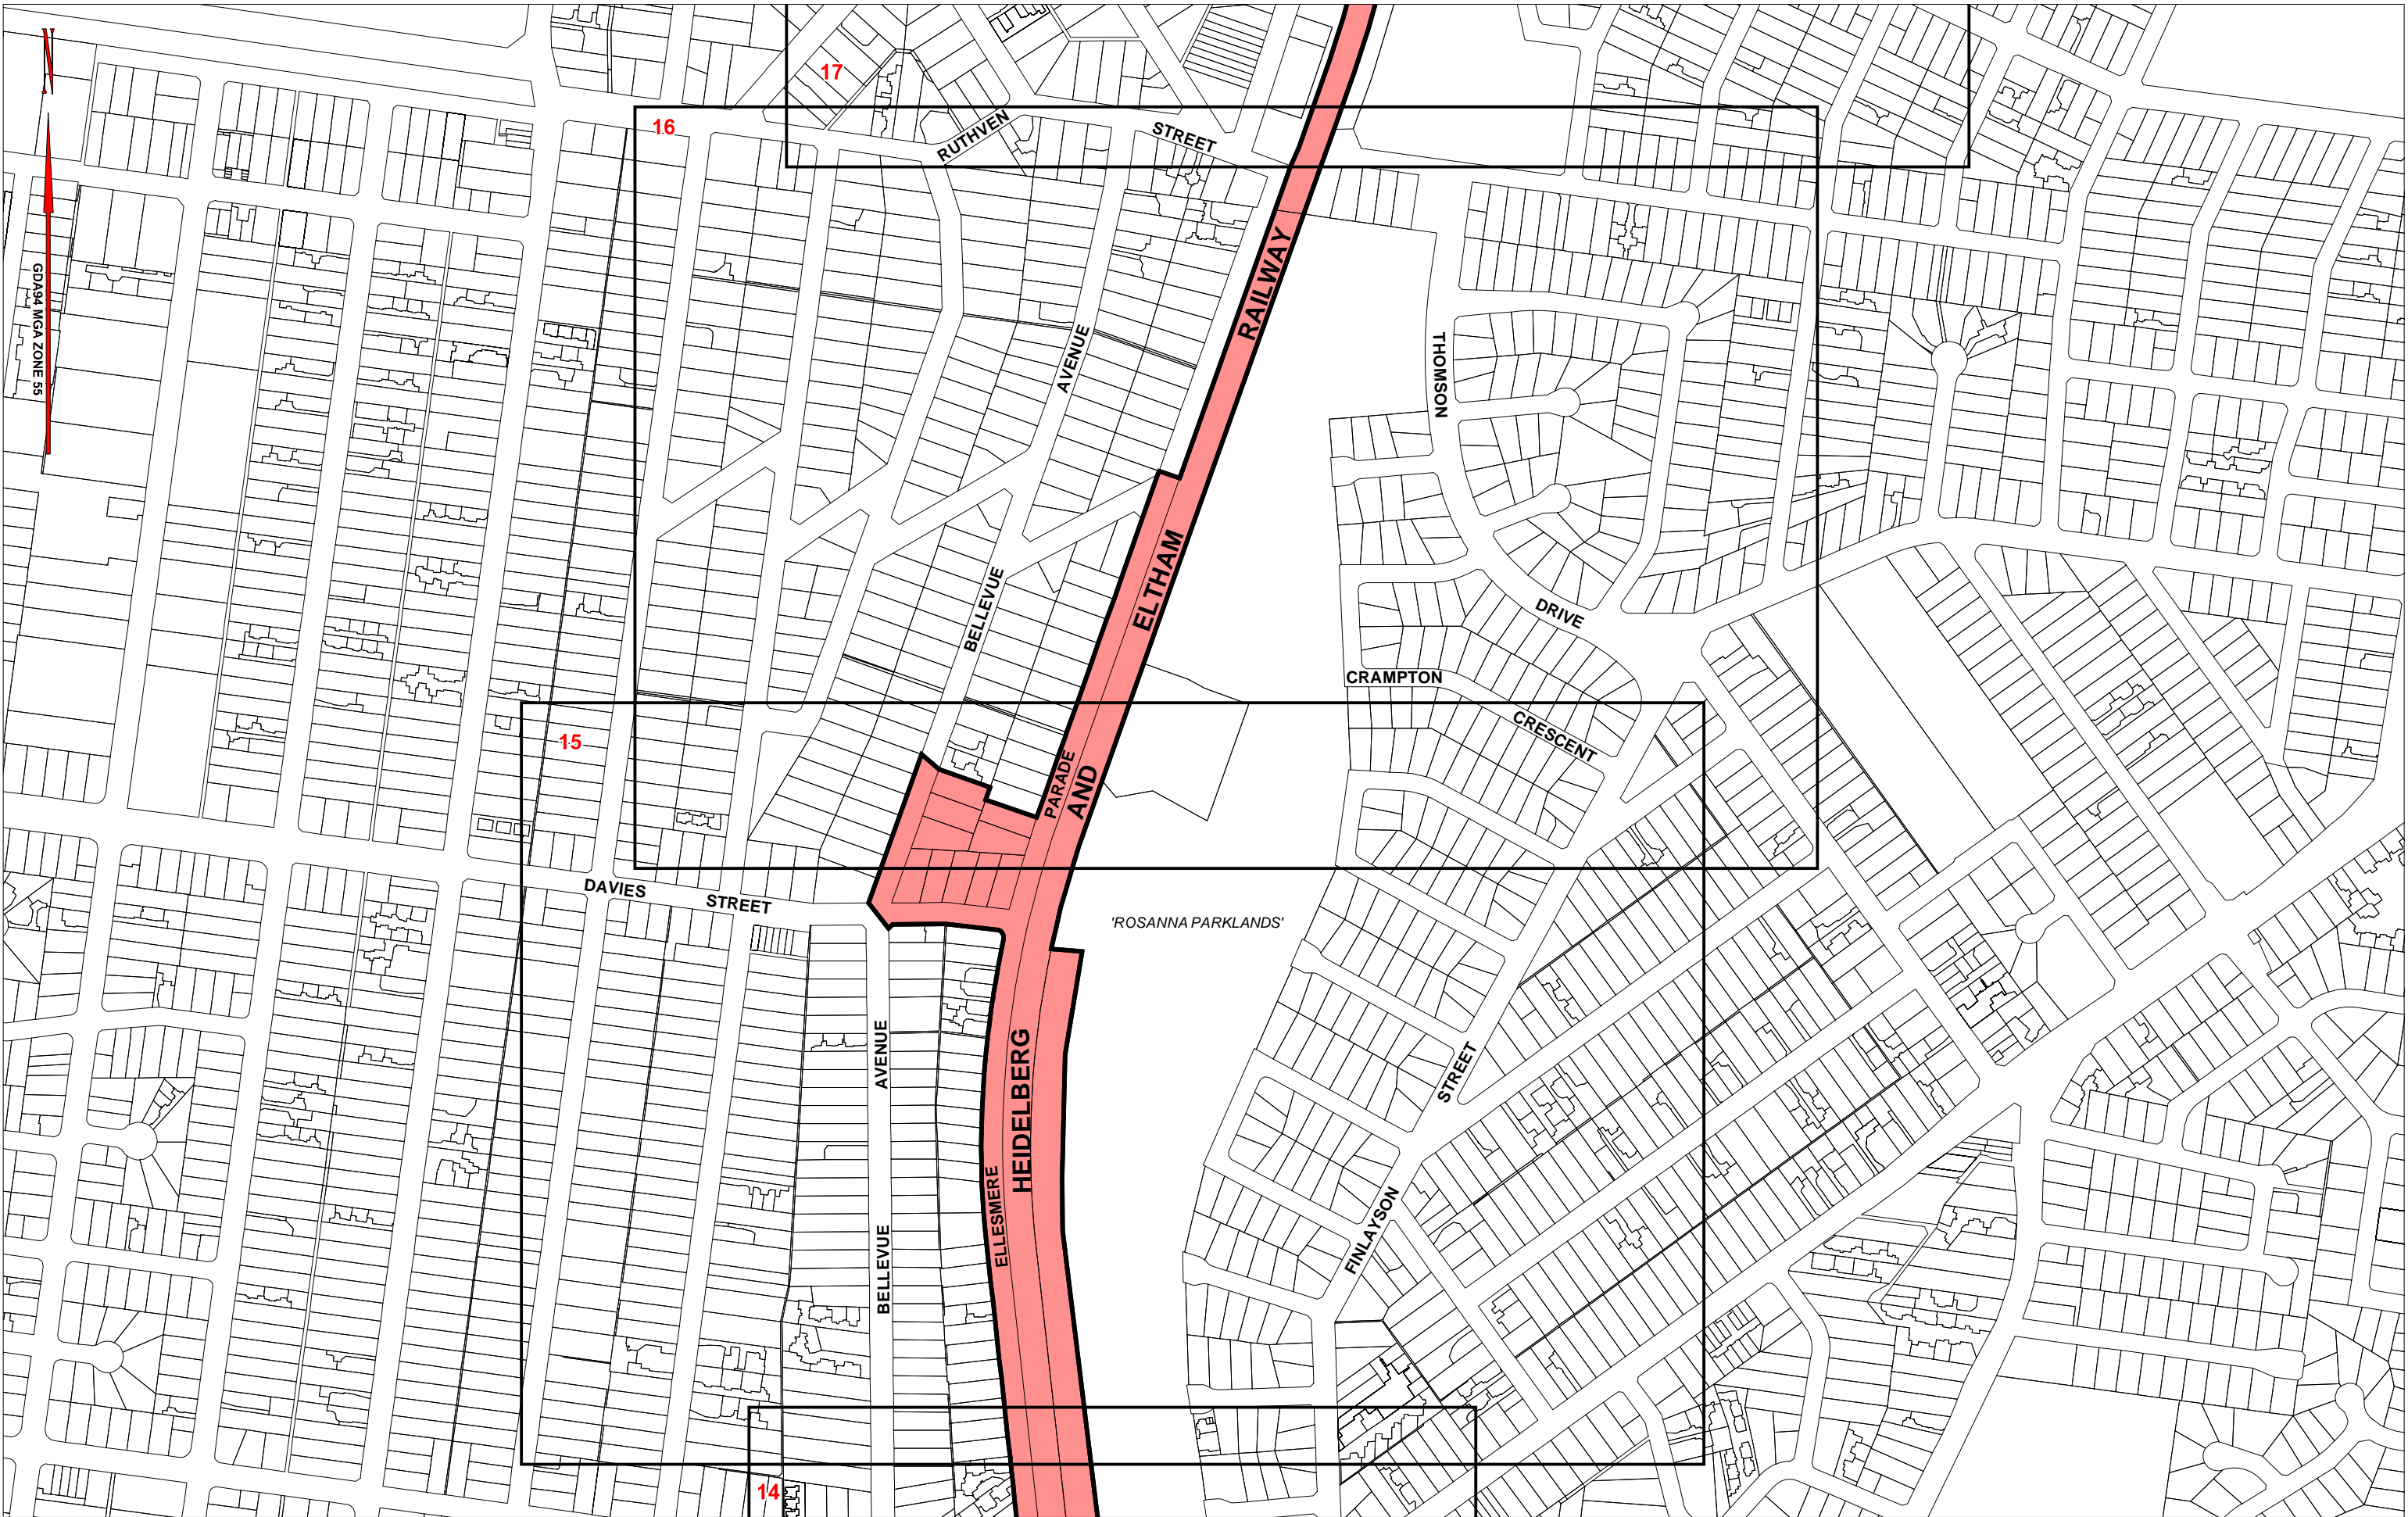 N
17
16
RUTHVEN
STREET
GDA94 MGA ZONE 55
RAILWAY
AVENUE
THOMSON
ELTHAM
BELLEVUE
DRIVE
CRAMPTON
CRESCENT
15
PARADE
AND
DAVIES
STREET
'ROSANNA PARKLANDS'
AVENUE
HEIDELBERG
STREET
ELLESMERE
FINLAYSON
BELLEVUE
14